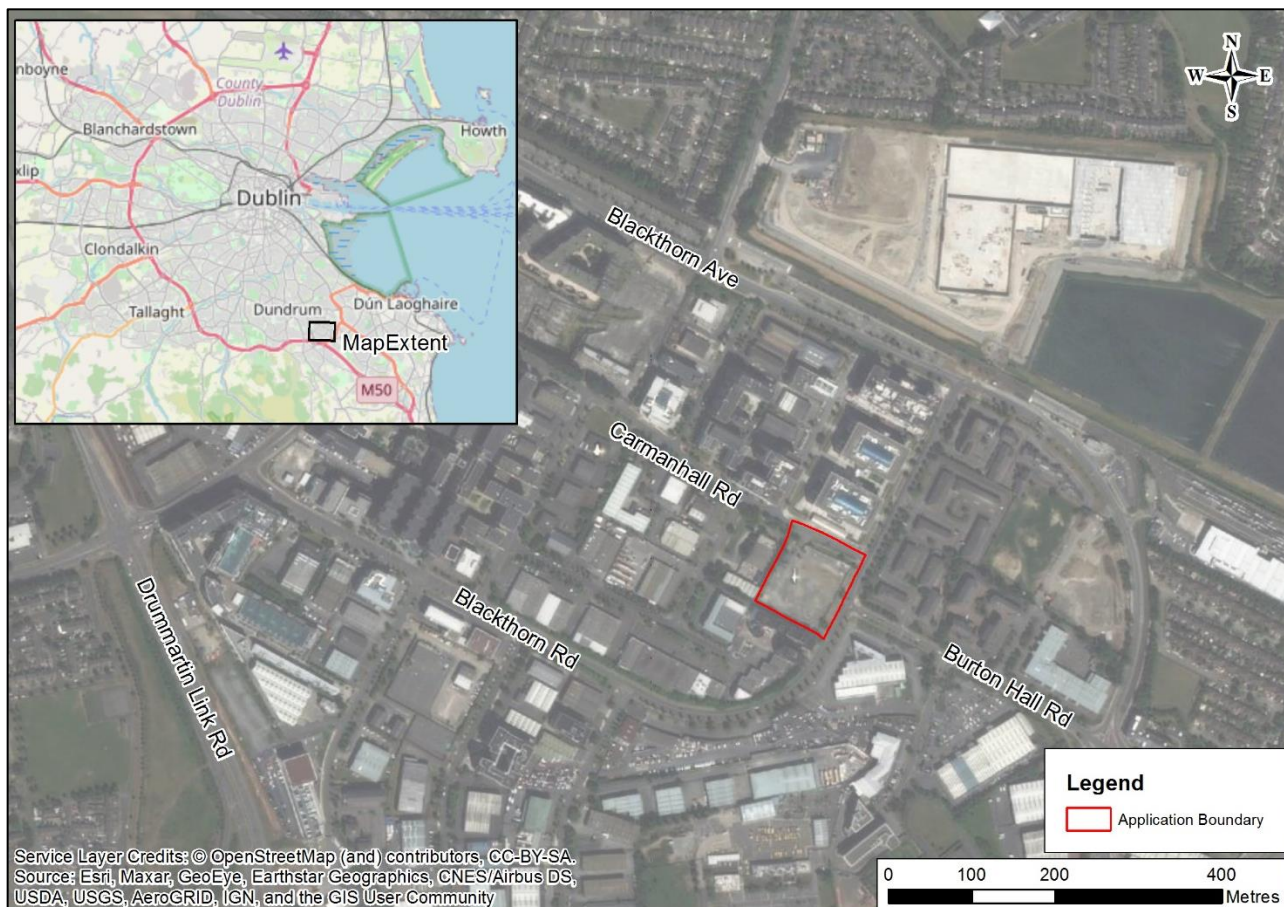 N
W E
S
nboyne
County
Dublin
Blanchardstown
Howth
xlip
Dublin
Clondalkin
Tallaght
Dundrum
Dún Laoghaire
MapExtent
M50
Blackthorn Ave
Carmanhall Rd
Blackthorn Rd
Drummartin Link Rd
Burton Hall Rd
Legend
Application Boundary
Service Layer Credits: © OpenStreetMap (and) contributors, CC-BY-SA.
Source: Esri, Maxar, GeoEye, Earthstar Geographics, CNES/Airbus DS,
USDA, USGS, AeroGRID, IGN, and the GIS User Community
0 100 200 400
Metres